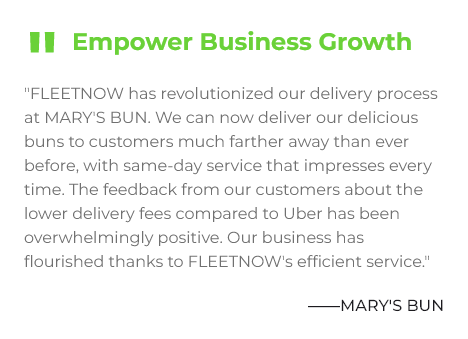 " Empower Business Growth
"FLEETNOW has revolutionized our delivery process
at MARY'S BUN. We can now deliver our delicious
buns to customers much farther away than ever
before, with same-day service that impresses every
time. The feedback from our customers about the
lower delivery fees compared to Uber has been
overwhelmingly positive. Our business has
flourished thanks to FLEETNOW's efficient service."
——MARY'S BUN